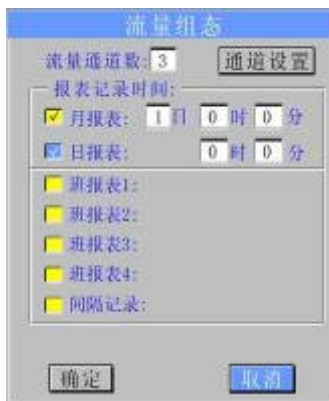 流量组态
流量通道数: 3 通道设置
报表记录时间:
月报表: 1 日 0 时 0 分
日报表: 0 时 0 分
班报表1:
班报表2:
班报表3:
班报表4:
间隔记录:
确定 取消